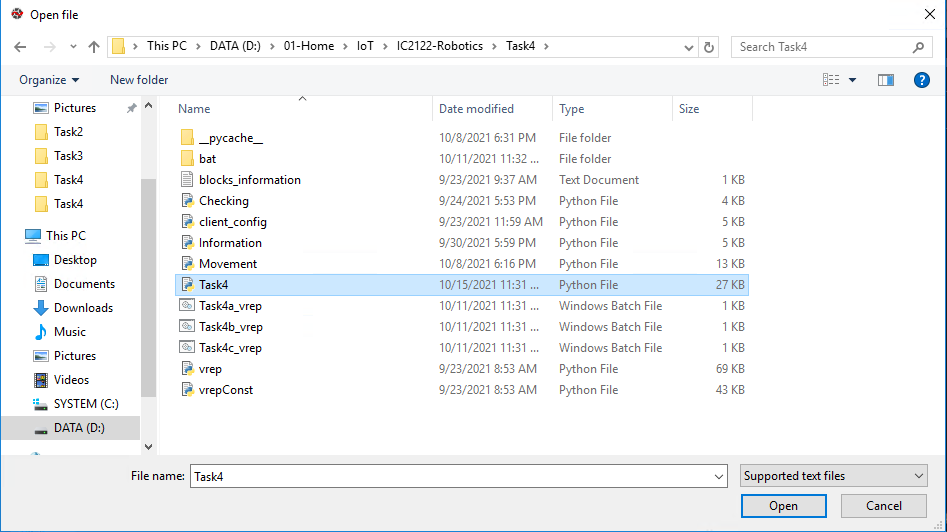 Open file
This PC > DATA (D:) > 01-Home > IoT > IC2122-Robotics > Task4 >
Search Task4
Organize
New folder
Name Date modified Type Size
Pictures
Task2
Task3
Task4
Task4
This PC
Desktop
Documents
Downloads
Music
Pictures
Videos
SYSTEM (C:)
DATA (D:)
__pycache__ 10/8/2021 6:31 PM File folder
bat 10/11/2021 11:32 ... File folder
blocks_information 9/23/2021 9:37 AM Text Document 1 KB
Checking 9/24/2021 5:53 PM Python File 4 KB
client_config 9/23/2021 11:59 AM Python File 5 KB
Information 9/30/2021 5:59 PM Python File 5 KB
Movement 10/8/2021 6:16 PM Python File 13 KB
Task4 10/15/2021 11:31 ... Python File 27 KB
Task4a_vrep 10/11/2021 11:31 ... Windows Batch File 1 KB
Task4b_vrep 10/11/2021 11:31 ... Windows Batch File 1 KB
Task4c_vrep 10/11/2021 11:31 ... Windows Batch File 1 KB
vrep 9/23/2021 8:53 AM Python File 69 KB
vrepConst 9/23/2021 8:53 AM Python File 43 KB
File name: Task4
Supported text files
Open
Cancel